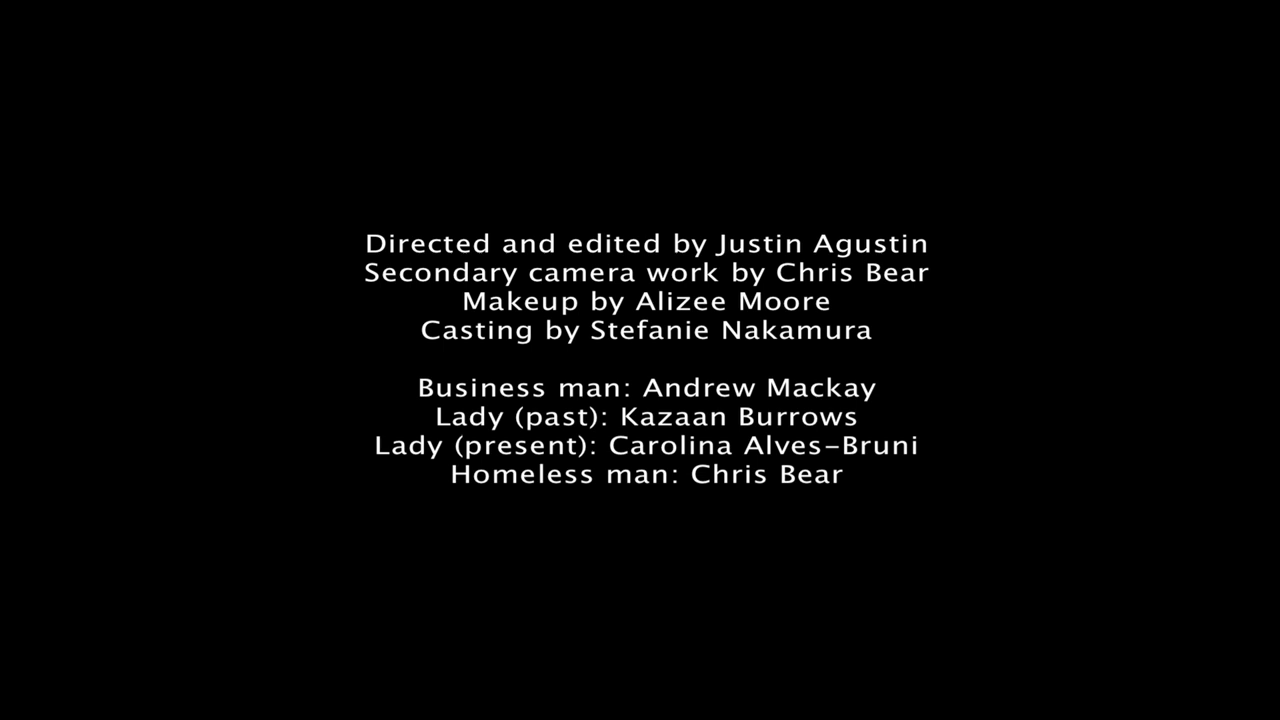 Directed and edited by Justin Agustin
Secondary camera work by Chris Bear
Makeup by Alizee Moore
Casting by Stefanie Nakamura
Business man: Andrew Mackay
Lady (past): Kazaan Burrows
Lady (present): Carolina Alves-Bruni
Homeless man: Chris Bear